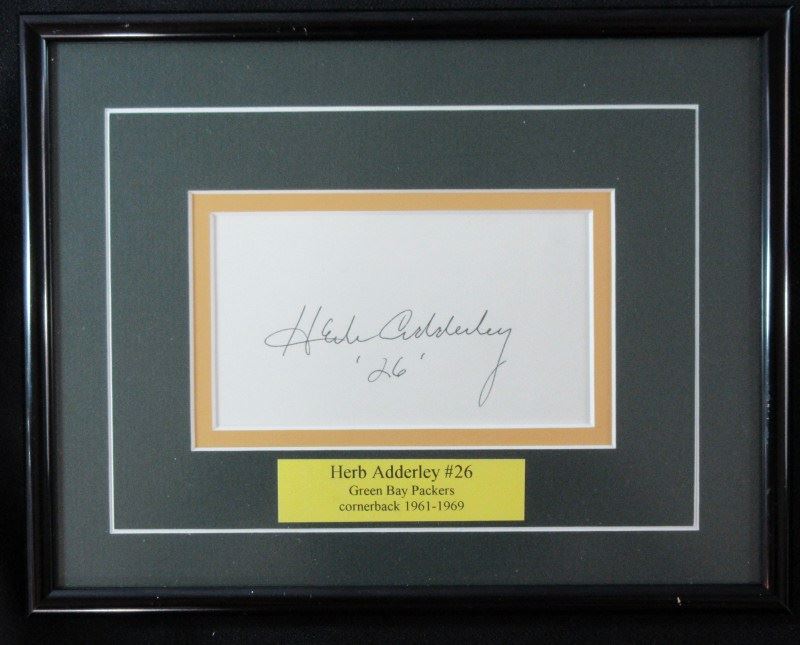 Herb Adderley
'26'
Herb Adderley #26
Green Bay Packers
cornerback 1961-1969